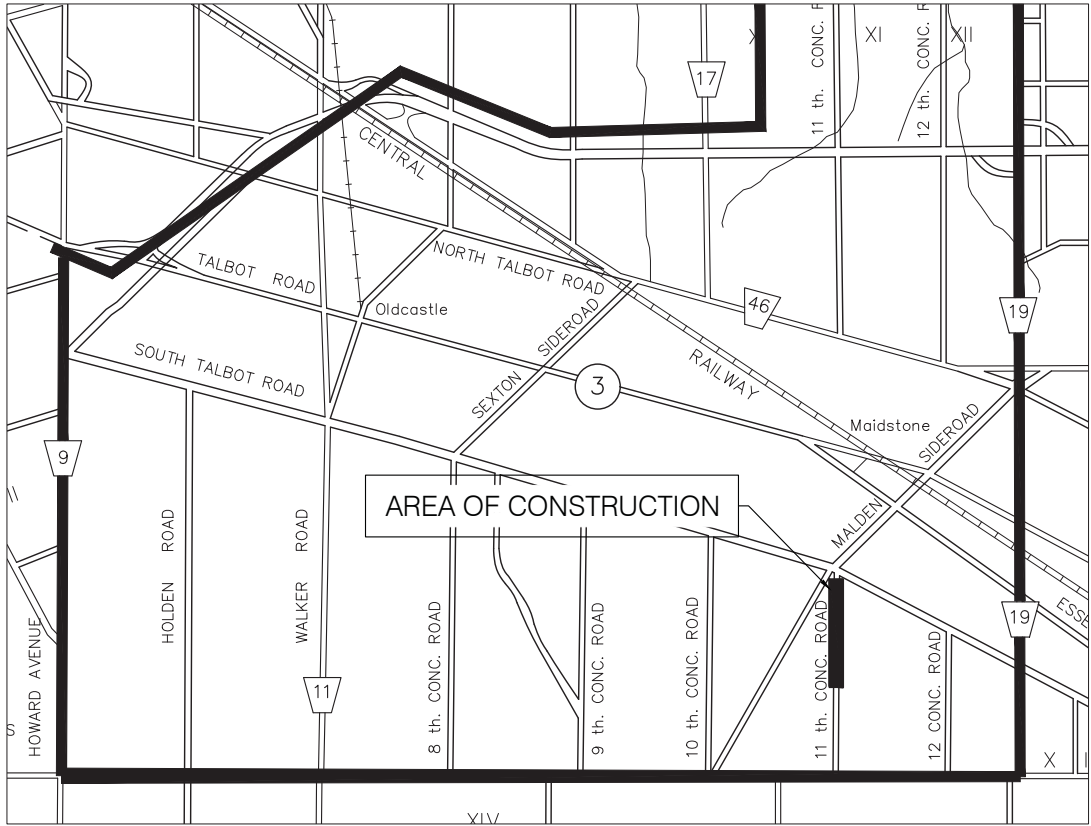 XI
XII
17
11 th. CONC.
12 th. CONC.
CENTRAL
NORTH TALBOT ROAD
TALBOT ROAD
Oldcastle
46
19
SIDEROAD
SEXTON
SOUTH TALBOT ROAD
3
RAILWAY
Maidstone
SIDEROAD
MALDEN
9
AREA OF CONSTRUCTION
HOLDEN ROAD
WALKER ROAD
HOWARD AVENUE
11
8 th. CONC. ROAD
9 th. CONC. ROAD
10 th. CONC. ROAD
11 th. CONC. ROAD
12 CONC. ROAD
19
X I
XIV